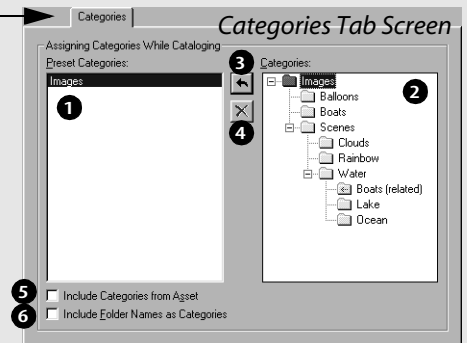 Categories
Categories Tab Screen
Assigning Categories While Cataloging
Preset Categories:
3
Categories:
Images
1
Images
2
Balloons
Boats
4
Scenes
Clouds
Rainbow
Water
Boats (related)
Lake
Ocean
5
Include Categories from Asset
6
Include Folder Names as Categories